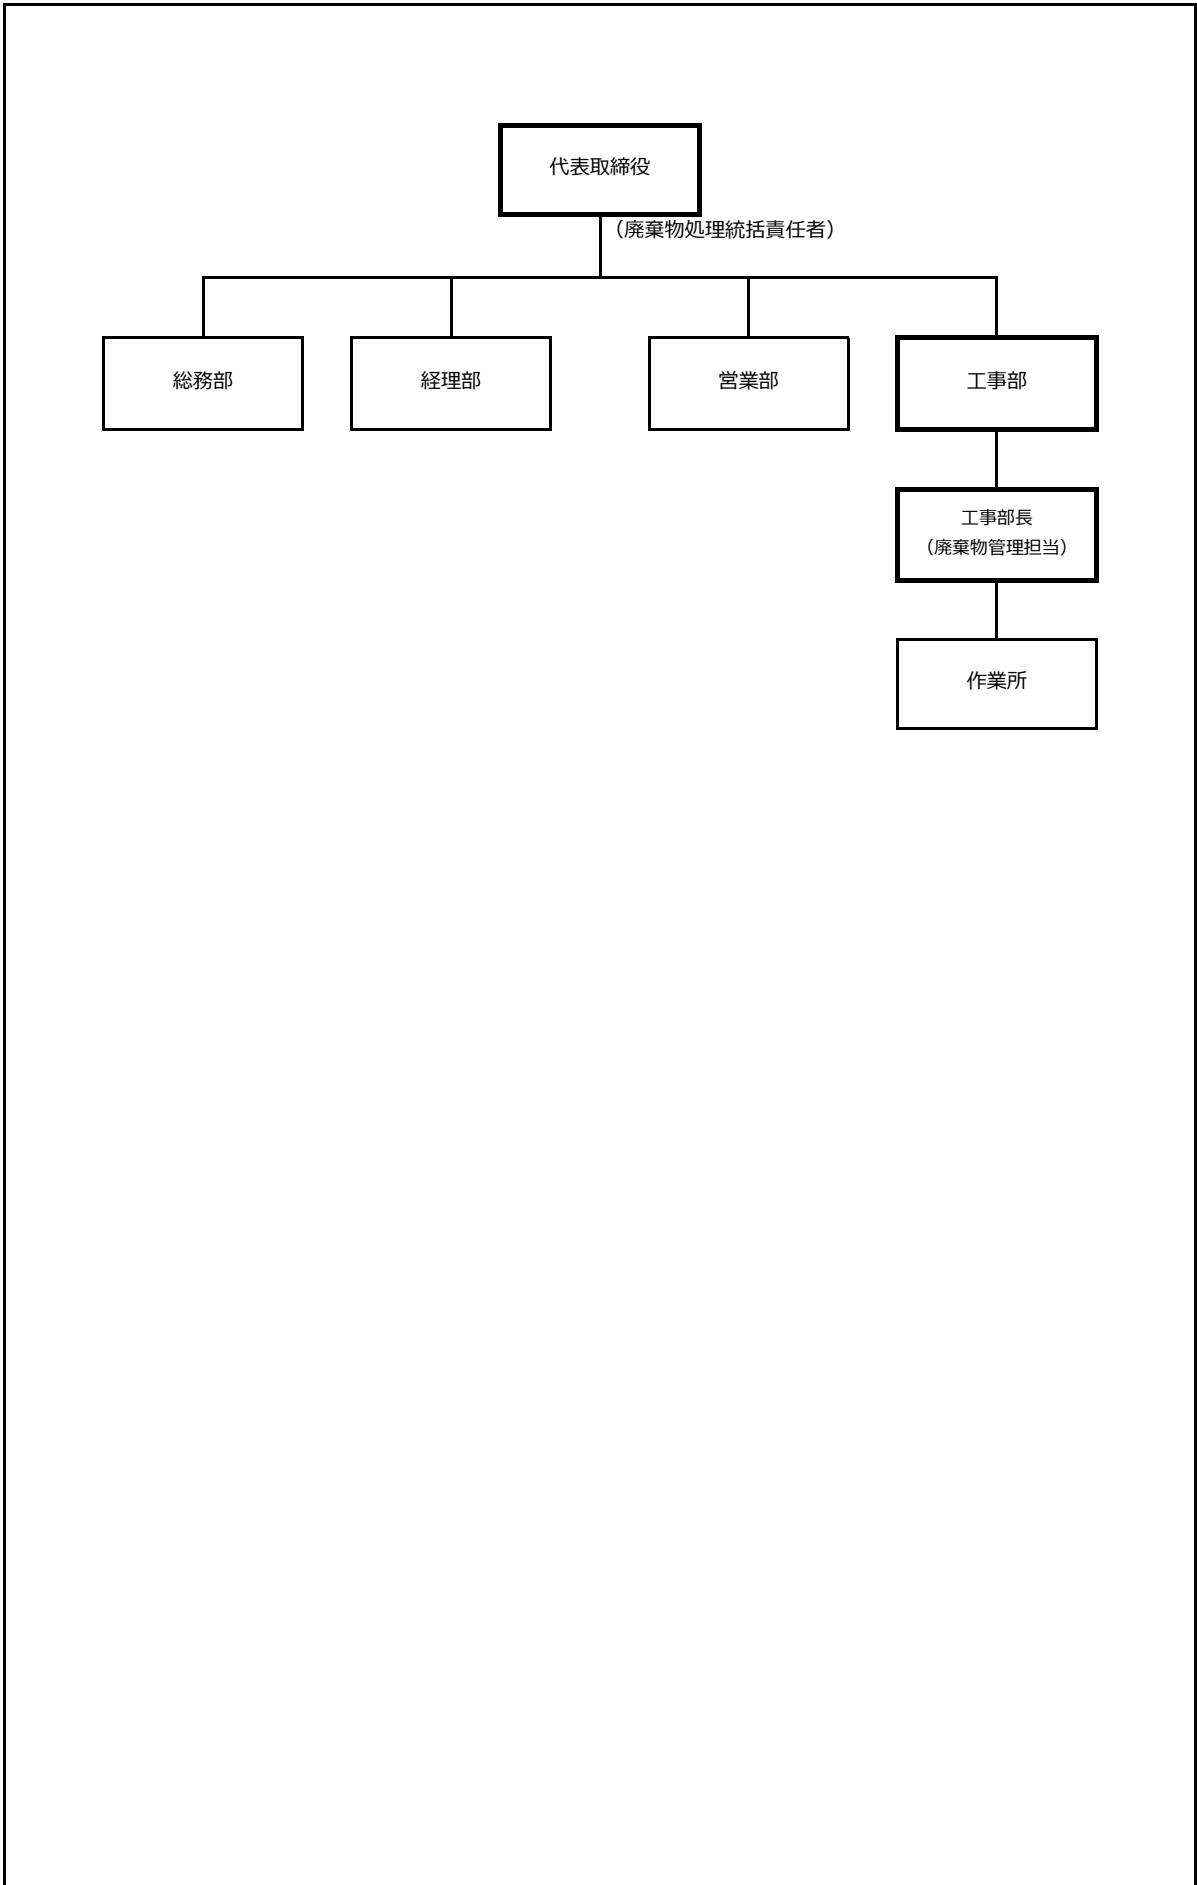 代表取締役
（廃棄物処理統括責任者）
総務部
経理部
営業部
工事部
工事部長
（廃棄物管理担当）
作業所